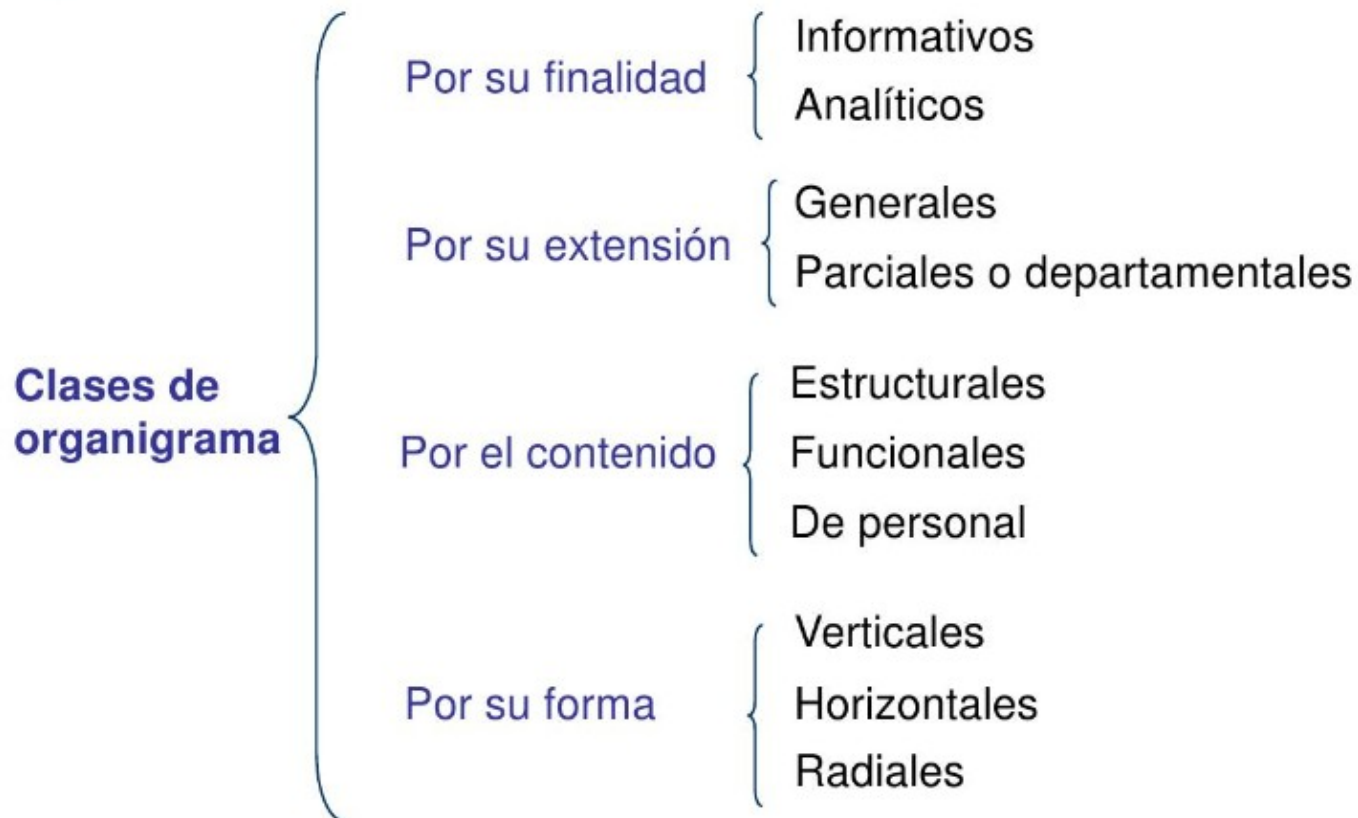 Clases de
organigrama
Por su finalidad
Informativos
Analíticos
Por su extensión
Generales
Parciales o departamentales
Por el contenido
Estructurales
Funcionales
De personal
Por su forma
Verticales
Horizontales
Radiales